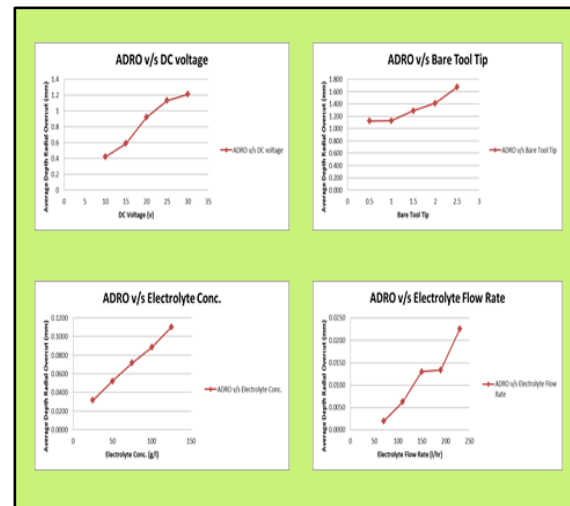 ADRO v/s DC voltage
Average Depth Radial Overcut (mm)
1.4
1.2
1
0.8
0.6
0.4
0.2
0
0 5 10 15 20 25 30 35
DC Voltage (v)
ADRO v/s DC voltage
ADRO v/s Bare Tool Tip
Average Depth Radial Overcut (mm)
1.800
1.600
1.400
1.200
1.000
0.800
0.600
0.400
0.200
0.000
0 0.5 1 1.5 2 2.5 3
Bare Tool Tip
ADRO v/s Bare Tool Tip
ADRO v/s Electrolyte Conc.
Average Depth Radial Overcut (mm)
0.1200
0.1000
0.0800
0.0600
0.0400
0.0200
0.0000
0 50 100 150
Electrolyte Conc. (g/l)
ADRO v/s Electrolyte Conc.
ADRO v/s Electrolyte Flow Rate
Average Depth Radial Overcut (mm)
0.0250
0.0200
0.0150
0.0100
0.0050
0.0000
0 50 100 150 200 250
Electrolyte Flow Rate (l/hr)
ADRO v/s Electrolyte Flow
Rate